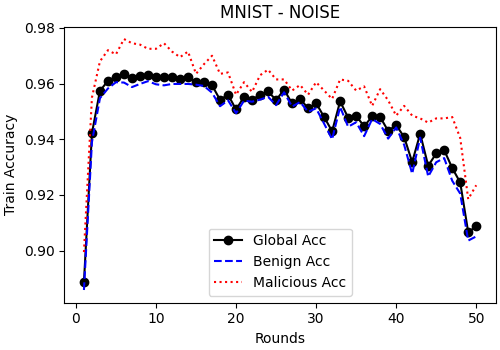 MNIST - NOISE
Train Accuracy
0.98
0.96
0.94
0.92
0.90
Global Acc
Benign Acc
Malicious Acc
0 10 20 30 40 50
Rounds